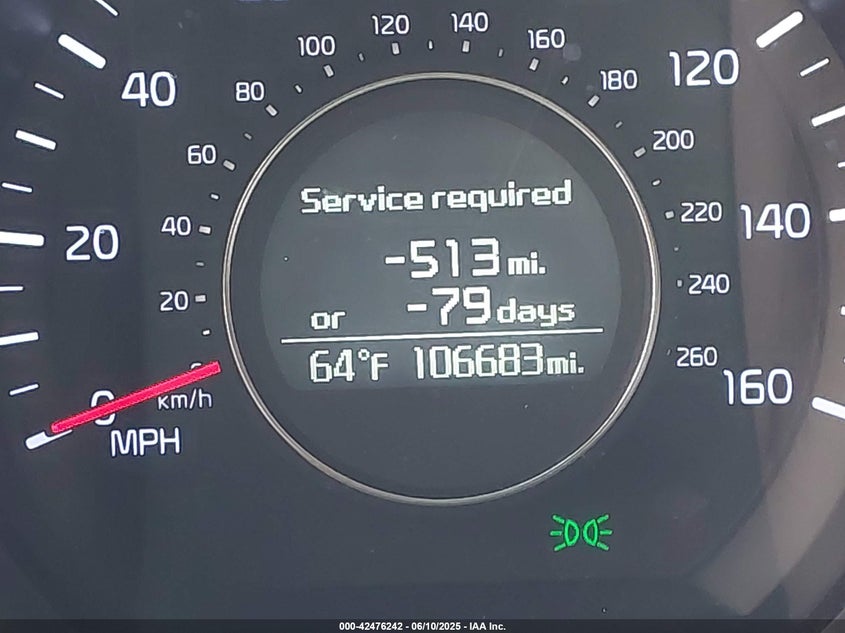 120 140
100 160
40 80 180 120
60 200
Service required
20 40 220 140
-513 mi.
20 240
or -79 days
64°F 106683 mi.
0 260 160
km/h
MPH
000-42476242 - 06/10/2025 - IAA Inc.